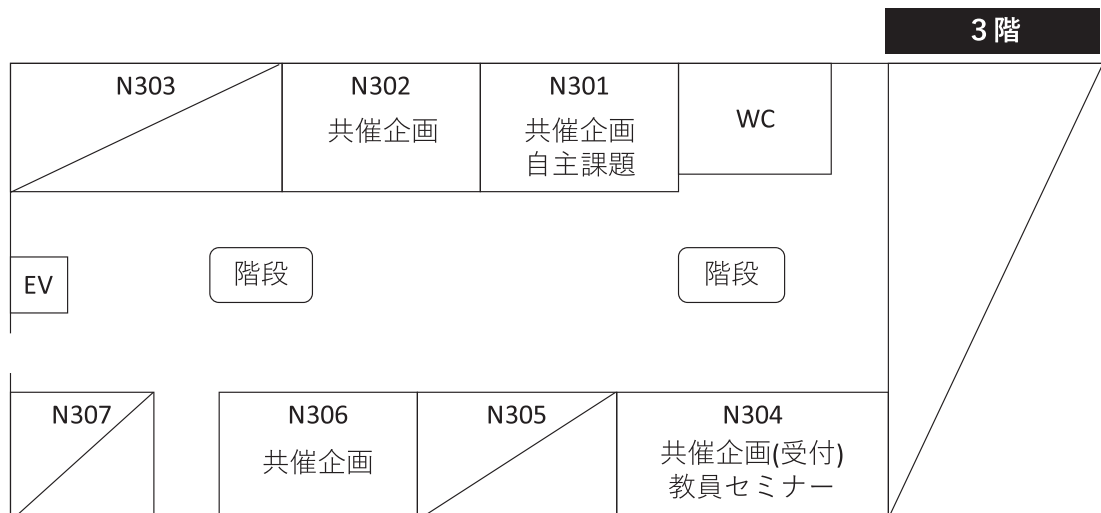 3階
N303
N302
共催企画
N301
共催企画
自主課題
WC
EV
階段
階段
N307
N306
共催企画
N305
N304
共催企画(受付)
教員セミナー